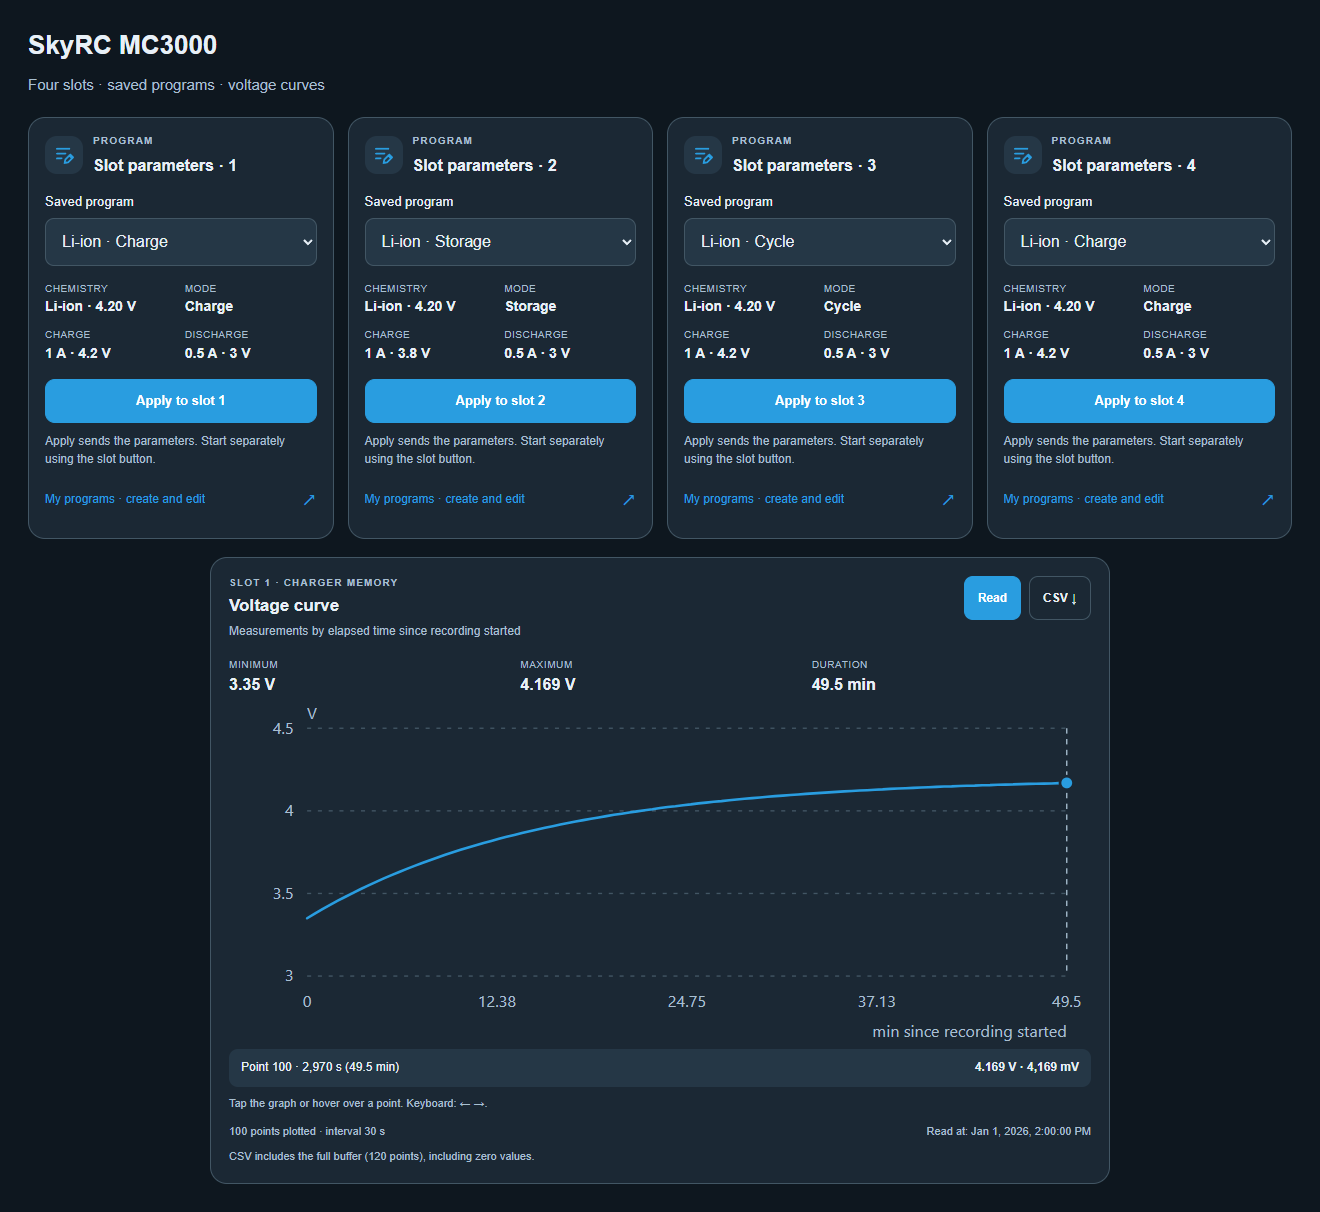 SkyRC MC3000
Four slots · saved programs · voltage curves
PROGRAM
Slot parameters · 1
Saved program
Li-ion · Charge
CHEMISTRY
MODE
Li-ion · 4.20 V
Charge
CHARGE
DISCHARGE
1 A · 4.2 V
0.5 A · 3 V
Apply to slot 1
Apply sends the parameters. Start separately
using the slot button.
My programs · create and edit ↗
PROGRAM
Slot parameters · 2
Saved program
Li-ion · Storage
CHEMISTRY
MODE
Li-ion · 4.20 V
Storage
CHARGE
DISCHARGE
1 A · 3.8 V
0.5 A · 3 V
Apply to slot 2
Apply sends the parameters. Start separately
using the slot button.
My programs · create and edit ↗
PROGRAM
Slot parameters · 3
Saved program
Li-ion · Cycle
CHEMISTRY
MODE
Li-ion · 4.20 V
Cycle
CHARGE
DISCHARGE
1 A · 4.2 V
0.5 A · 3 V
Apply to slot 3
Apply sends the parameters. Start separately
using the slot button.
My programs · create and edit ↗
PROGRAM
Slot parameters · 4
Saved program
Li-ion · Charge
CHEMISTRY
MODE
Li-ion · 4.20 V
Charge
CHARGE
DISCHARGE
1 A · 4.2 V
0.5 A · 3 V
Apply to slot 4
Apply sends the parameters. Start separately
using the slot button.
My programs · create and edit ↗
SLOT 1 · CHARGER MEMORY
Voltage curve
Measurements by elapsed time since recording started
Read
CSV ↓
MINIMUM
MAXIMUM
DURATION
3.35 V
4.169 V
49.5 min
V
4.5
4
3.5
3
0
12.38
24.75
37.13
49.5
min since recording started
Point 100 · 2,970 s (49.5 min)
4.169 V · 4,169 mV
Tap the graph or hover over a point. Keyboard: ← →.
100 points plotted · interval 30 s
Read at: Jan 1, 2026, 2:00:00 PM
CSV includes the full buffer (120 points), including zero values.